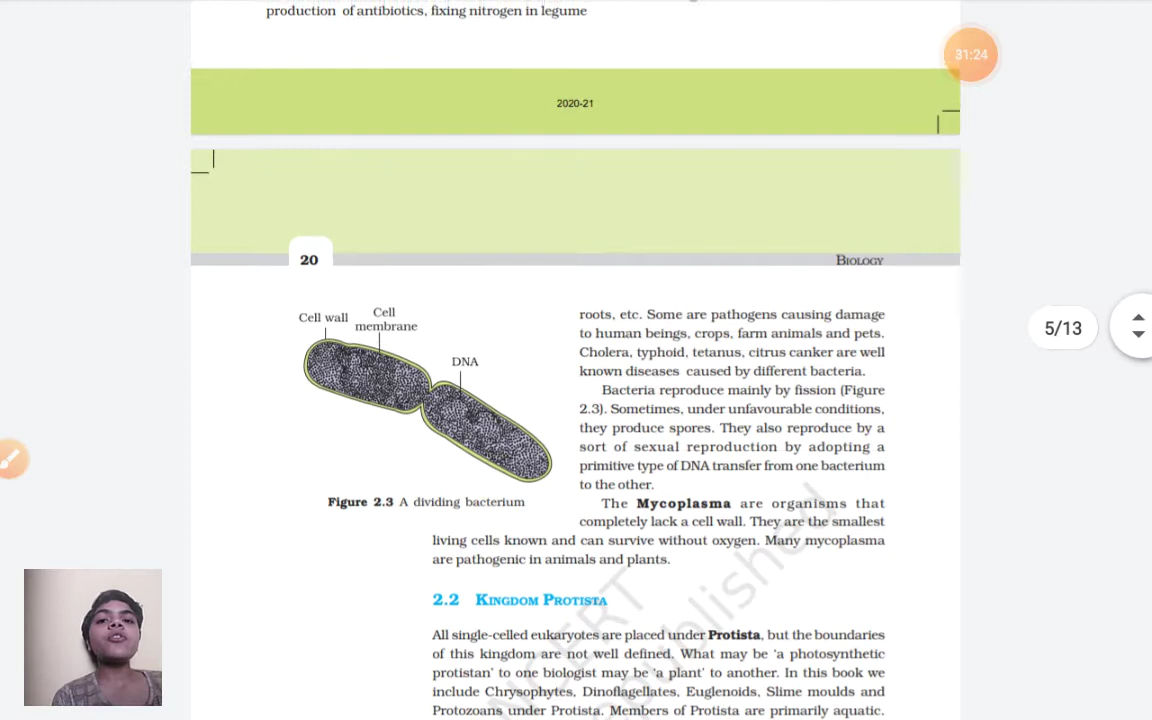 production of antibiotics, fixing nitrogen in legume
31:24
2020-21
20
BIOLOGY
Cell wall
Cell
membrane
DNA
Figure 2.3 A dividing bacterium
roots, etc. Some are pathogens causing damage
to human beings, crops, farm animals and pets.
Cholera, typhoid, tetanus, citrus canker are well
known diseases caused by different bacteria.
Bacteria reproduce mainly by fission (Figure
2.3). Sometimes, under unfavourable conditions,
they produce spores. They also reproduce by a
sort of sexual reproduction by adopting a
primitive type of DNA transfer from one bacterium
to the other.
The Mycoplasma are organisms that
completely lack a cell wall. They are the smallest
living cells known and can survive without oxygen. Many mycoplasma
are pathogenic in animals and plants.
5/13
2.2 KINGDOM PROTISTA
All single-celled eukaryotes are placed under Protista, but the boundaries
of this kingdom are not well defined. What may be 'a photosynthetic
protistan' to one biologist may be 'a plant' to another. In this book we
include Chrysophytes, Dinoflagellates, Euglenoids, Slime moulds and
Protozoans under Protista. Members of Protista are primarily aquatic.
NCERT
published